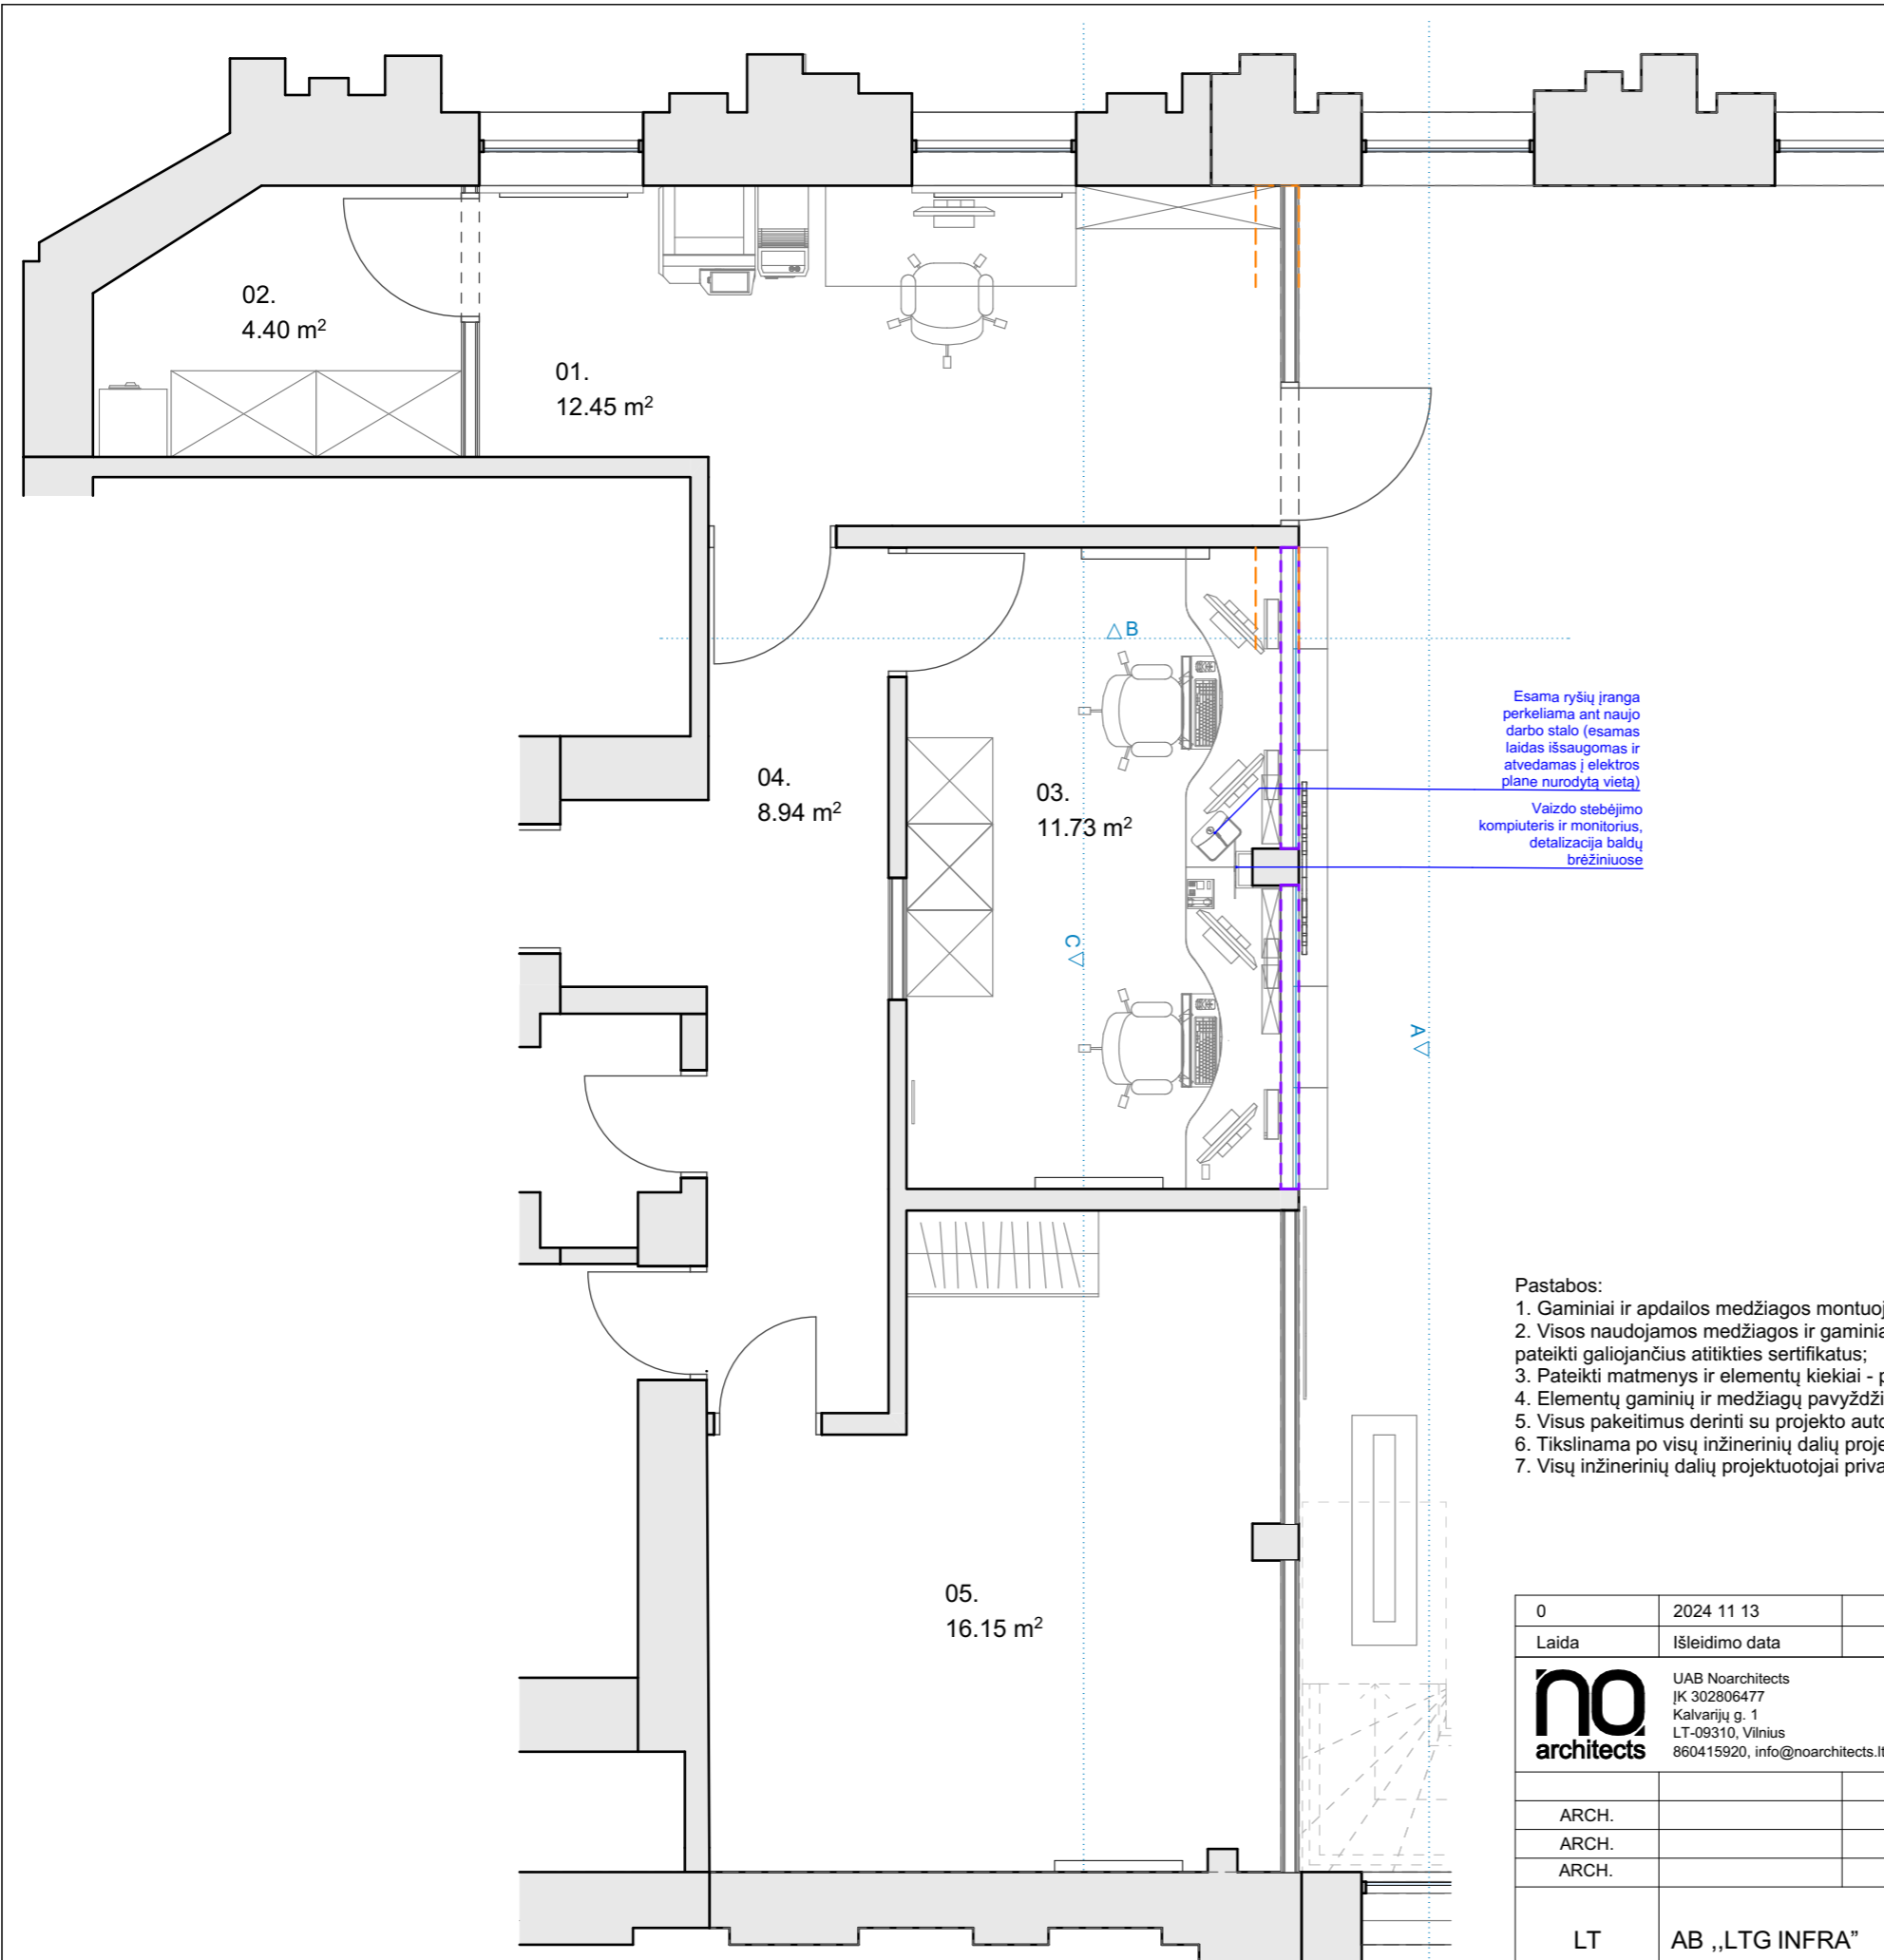 02.
4.40 m²
01.
12.45 m²
B
Esama ryšių įranga
perkeliama ant naujo
darbo stalo (esamas
laidas išsaugomas ir
atvedamas į elektros
plane nurodytą vietą)
04.
8.94 m²
03.
11.73 m²
Vaizdo stebėjimo
kompiuteris ir monitorius,
detalizacija baldų
brėžiniuose
C
A
Pastabos:
1. Gaminiai ir apdailos medžiagos
2. Visos naudojamos medžiagos ir
pateikti galiojančius atitikties sertifikatus;
3. Pateikti matmenys ir elementų kiekiai -
4. Elementų gaminių ir medžiagų
5. Visus pakeitimus derinti su projekto
6. Tikslinama po visų inžinerinių dalių
7. Visų inžinerinių dalių projektuotojai
05.
16.15 m²
0 2024 11 13
Laida Išleidimo data
no
architects
UAB Noarchitects
ĮK 302806477
Kalvarijų g. 1
LT-09310, Vilnius
860415920, info@noarchitects.lt
ARCH.
ARCH.
ARCH.
LT AB ,,LTG INFRA”